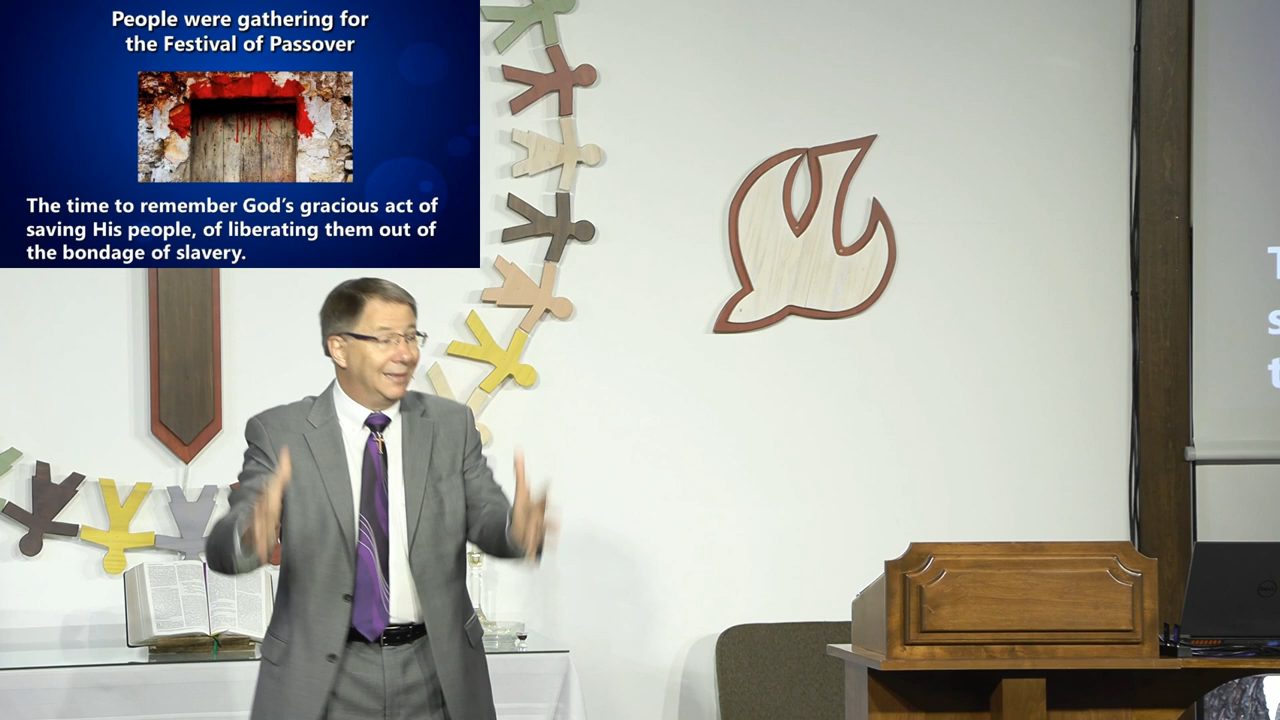 People were gathering for
the Festival of Passover
The time to remember God's gracious act of
saving His people, of liberating them out of
the bondage of slavery.
DELL